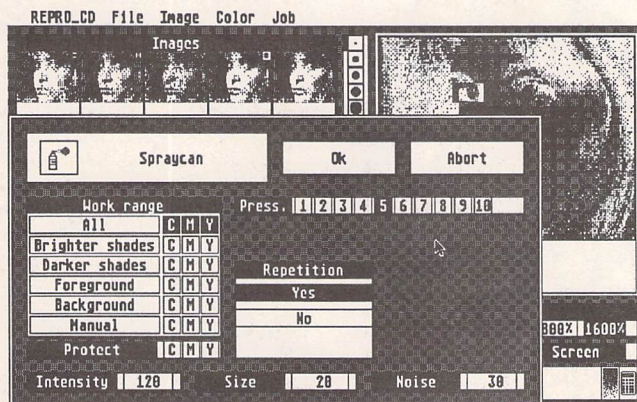 REPRO_CD File Image Color Job
Images
Spraycan
Ok
Abort
Work range
All C M Y
Brighter shades C M Y
Darker shades C M Y
Foreground C M Y
Background C M Y
Manual C M Y
Protect C M Y
Press. 1 2 3 4 5 6 7 8 9 10
Repetition
Yes
No
800% 1600%
Screen
Intensity 120
Size 20
Noise 30